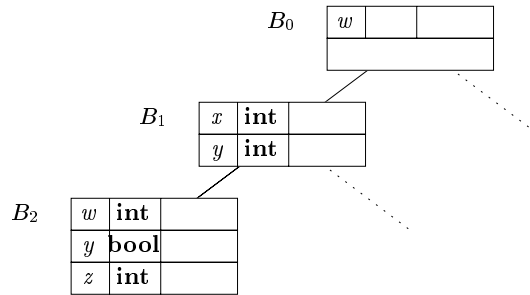 B₀ w
B₁ x int
y int
B₂ w int
y bool
z int